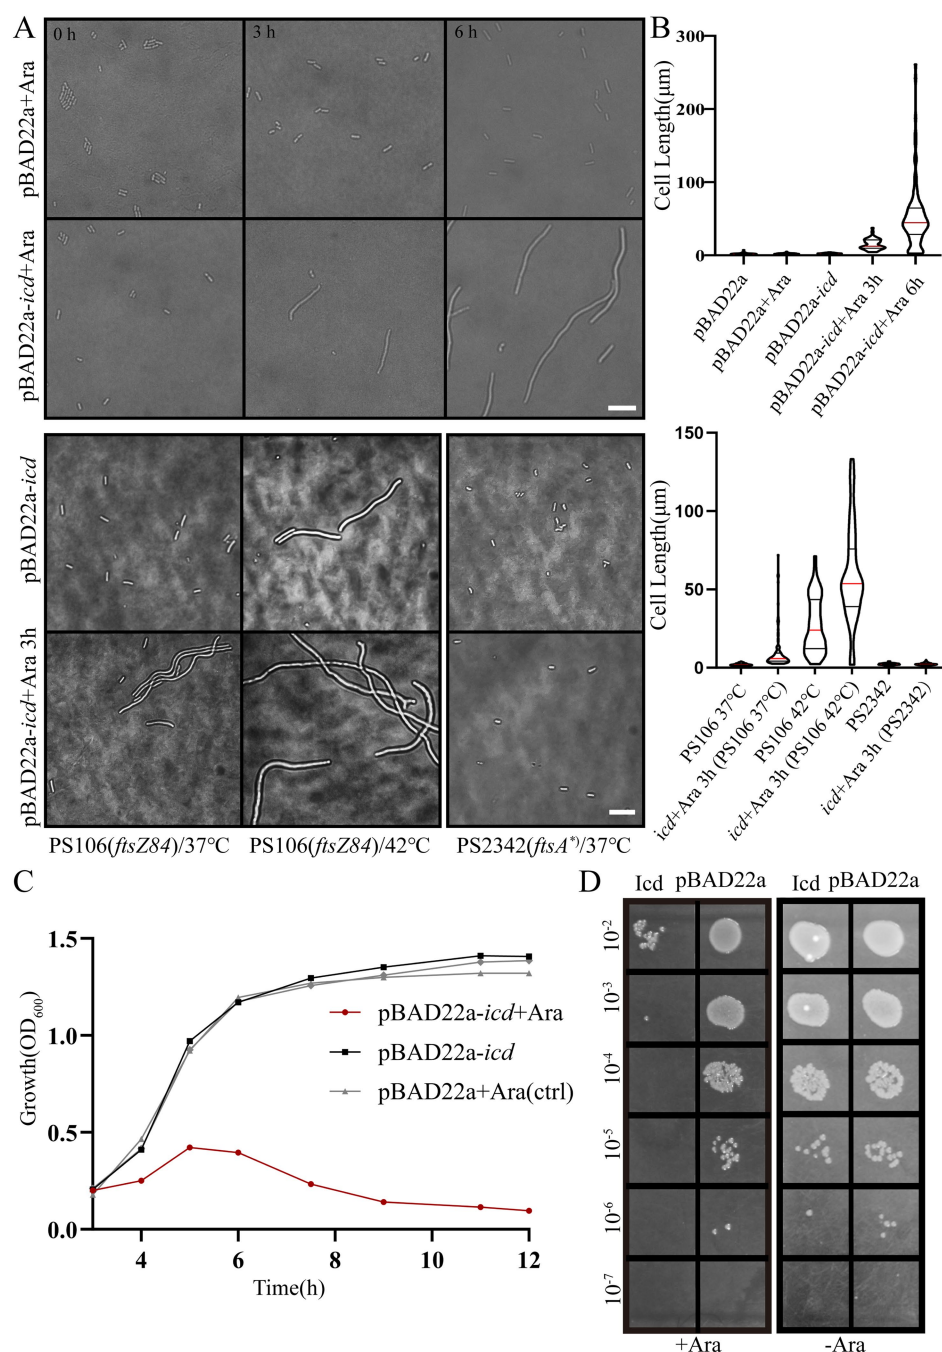 A
0 h
3 h
6 h
pBAD22a+Ara
pBAD22a-icd+Ara
B
Cell Length(μm)
300
200
100
0
pBAD22a
pBAD22a+Ara
pBAD22a-icd
pBAD22a-icd+Ara 3h
pBAD22a-icd+Ara 6h
pBAD22a-icd
pBAD22a-icd+Ara 3h
PS106(ftsZ84)/37°C
PS106(ftsZ84)/42°C
PS2342(ftsA*)/37°C
Cell Length(μm)
150
100
50
0
PS106 37°C
icd+Ara 3h (PS106 37°C)
PS106 42°C
icd+Ara 3h (PS106 42°C)
PS2342
icd+Ara 3h (PS2342)
C
Growth(OD600)
1.5
1.0
0.5
0.0
4
6
8
10
12
Time(h)
pBAD22a-icd+Ara
pBAD22a-icd
pBAD22a+Ara(ctrl)
D
Icd pBAD22a
Icd pBAD22a
10-2
10-3
10-4
10-5
10-6
10-7
+Ara
-Ara